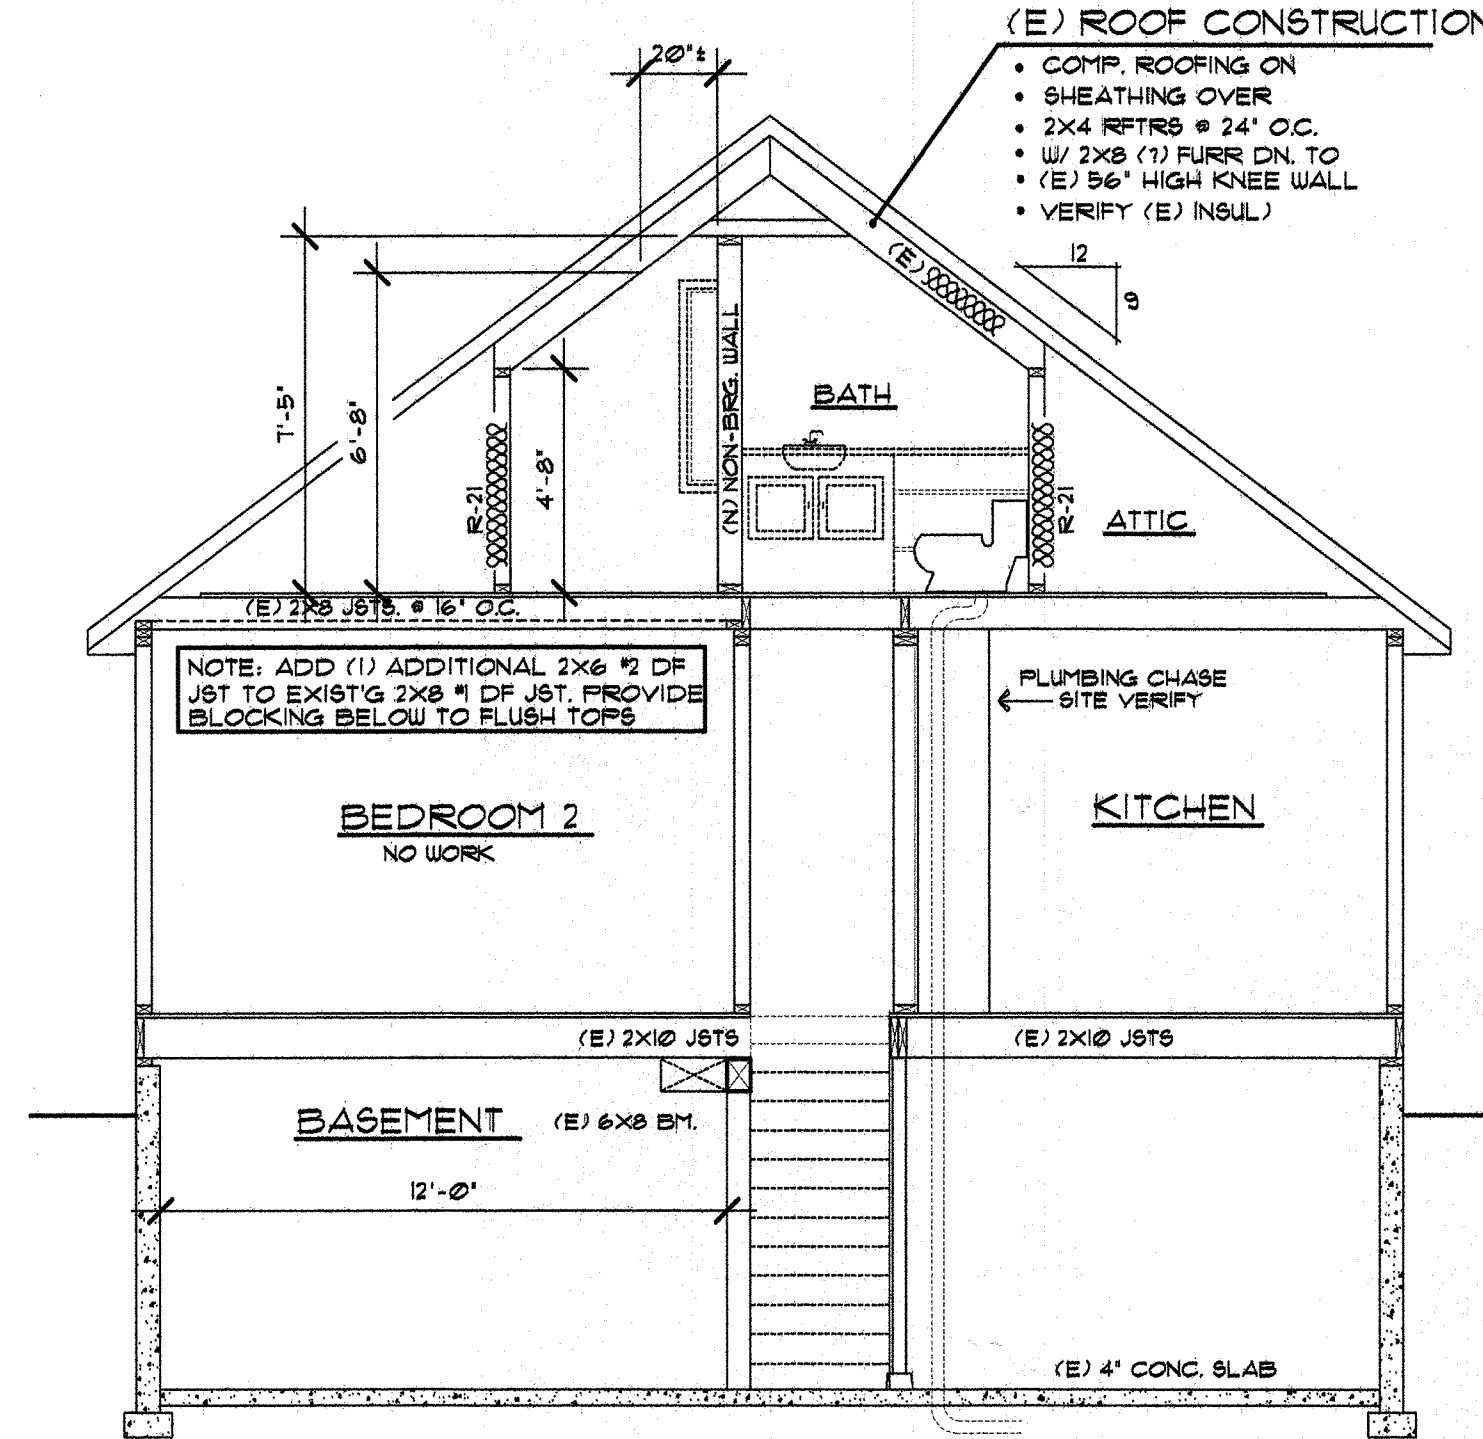 (E) ROOF CONSTRUCTION
• COMP. ROOFING ON
• SHEATHING OVER
• 2X4 RFTRS @ 24" O.C.
• W/ 2X8 (?) FURR DN. TO
• (E) 56" HIGH KNEE WALL
• VERIFY (E) INSUL)
20"±
12
9
(E)
7'-5"
6'-8"
4'-8"
R-21
(N) NON-BRG. WALL
BATH
R-21
ATTIC
(E) 2X8 JSTS. @ 16" O.C.
NOTE: ADD (1) ADDITIONAL 2X6 #2 DF
JST TO EXIST'G 2X8 #1 DF JST. PROVIDE
BLOCKING BELOW TO FLUSH TOPS
PLUMBING CHASE
SITE VERIFY
BEDROOM 2
NO WORK
KITCHEN
(E) 2X10 JSTS
(E) 2X10 JSTS
BASEMENT
(E) 6X8 BM.
12'-0"
(E) 4" CONC. SLAB